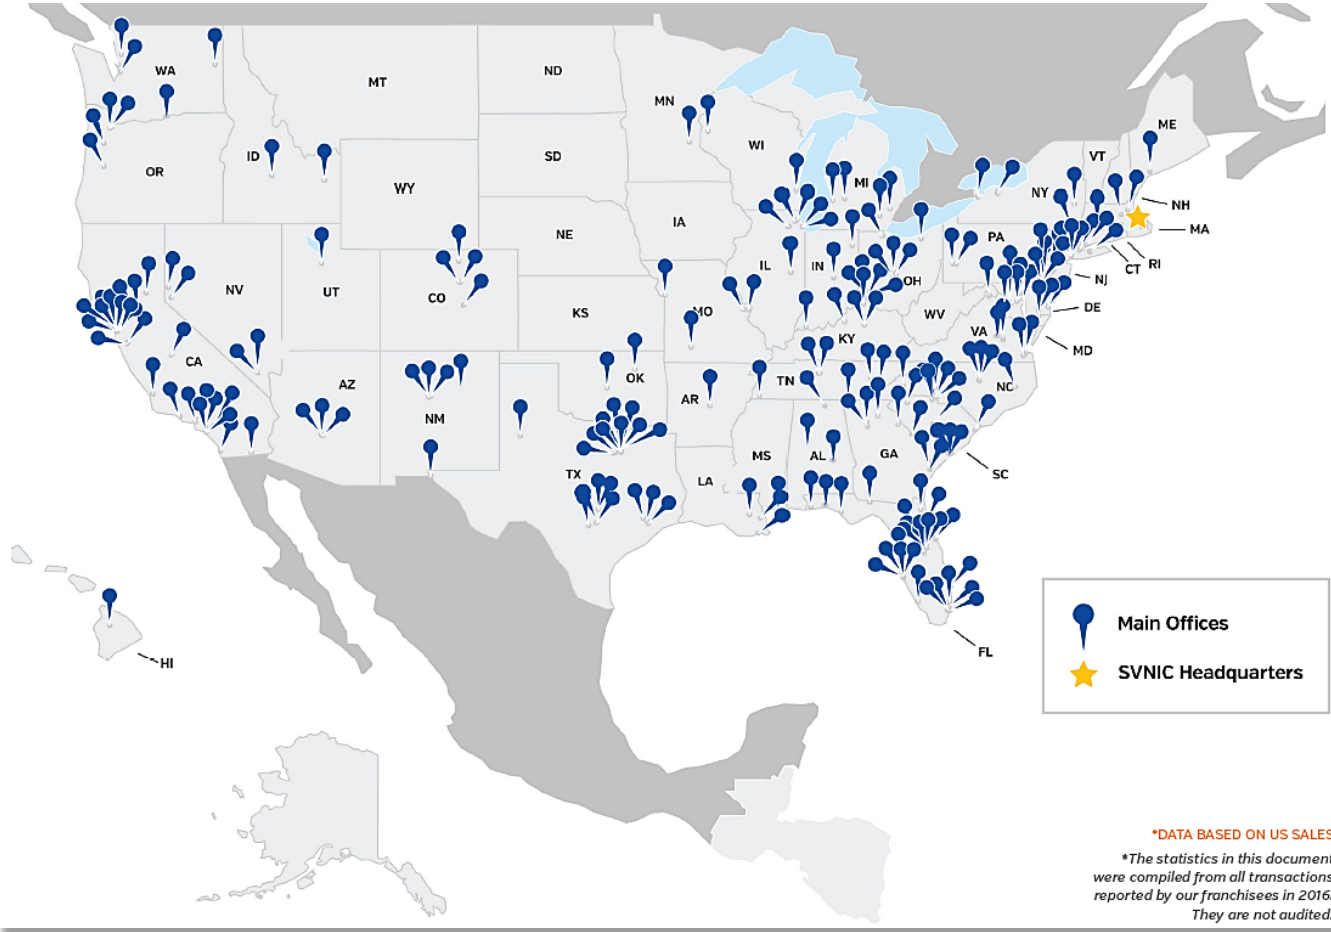 WA
MT
ND
MN
ME
OR
ID
SD
WI
VT
WY
MI
NY
NH
MA
IA
NE
PA
CT
RI
NV
UT
CO
IL
IN
OH
NJ
KS
MO
WV
DE
VA
KY
MD
CA
AZ
OK
TN
NC
NM
AR
TX
LA
MS
AL
GA
SC
HI
FL
Main Offices
SVNIC Headquarters
*DATA BASED ON US SALES
*The statistics in this document
were compiled from all transactions
reported by our franchisees in 2016.
They are not audited.